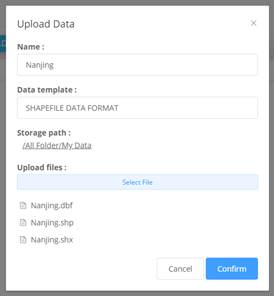 Upload Data
Name :
Nanjing
Data template :
SHAPEFILE DATA FORMAT
Storage path :
/All Folder/My Data
Upload files :
Select File
Nanjing.dbf
Nanjing.shp
Nanjing.shx
Cancel Confirm